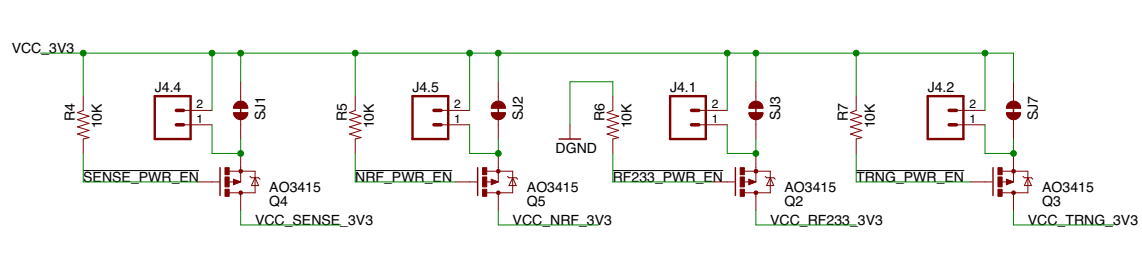 VCC_3V3
R4
10K
J4.4
2
1
SJ1
SENSE_PWR_EN
AO3415
Q4
VCC_SENSE_3V3
R5
10K
J4.5
2
1
SJ2
NRF_PWR_EN
AO3415
Q5
VCC_NRF_3V3
DGND
R6
10K
J4.1
2
1
SJ3
RF233_PWR_EN
AO3415
Q2
VCC_RF233_3V3
R7
10K
J4.2
2
1
SJ7
TRNG_PWR_EN
AO3415
Q3
VCC_TRNG_3V3